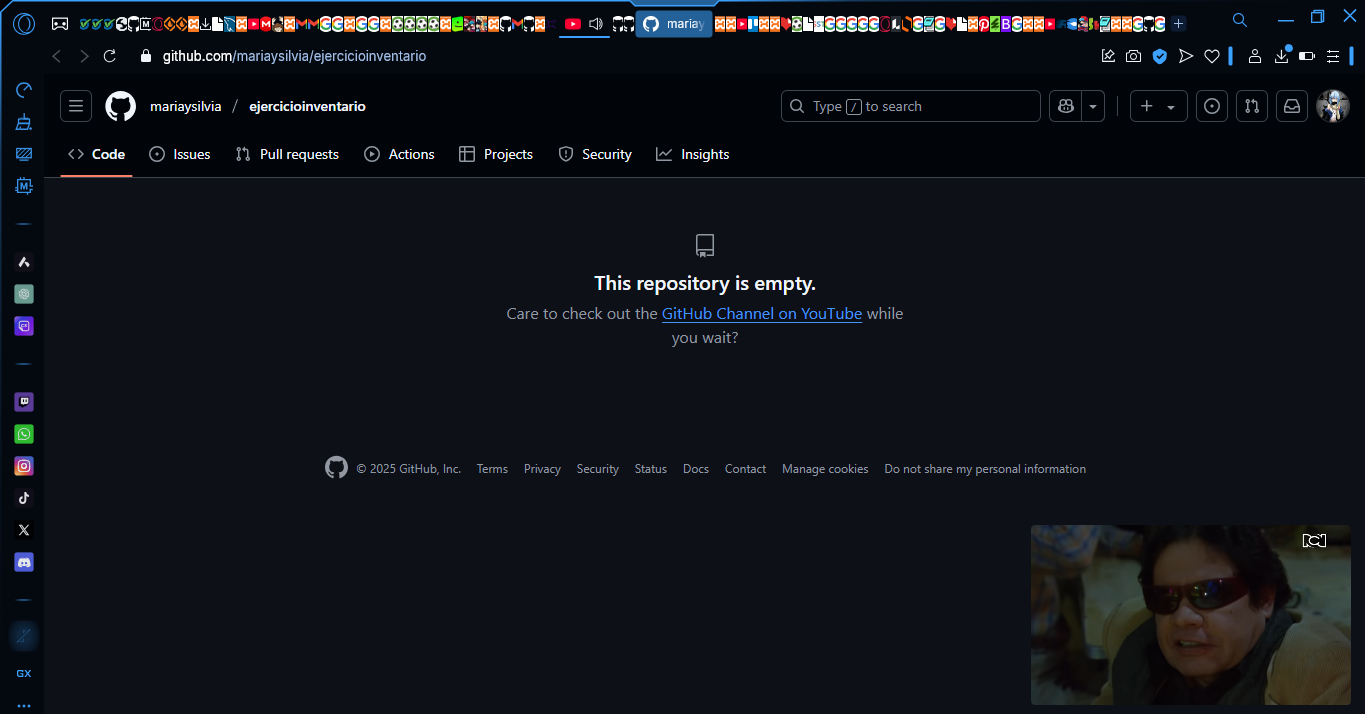 mariay
github.com/mariaysilvia/ejercicioinventario
mariaysilvia / ejercicioinventario
Type / to search
Code Issues Pull requests Actions Projects Security Insights
This repository is empty.
Care to check out the GitHub Channel on YouTube while
you wait?
© 2025 GitHub, Inc. Terms Privacy Security Status Docs Contact Manage cookies Do not share my personal information
GX